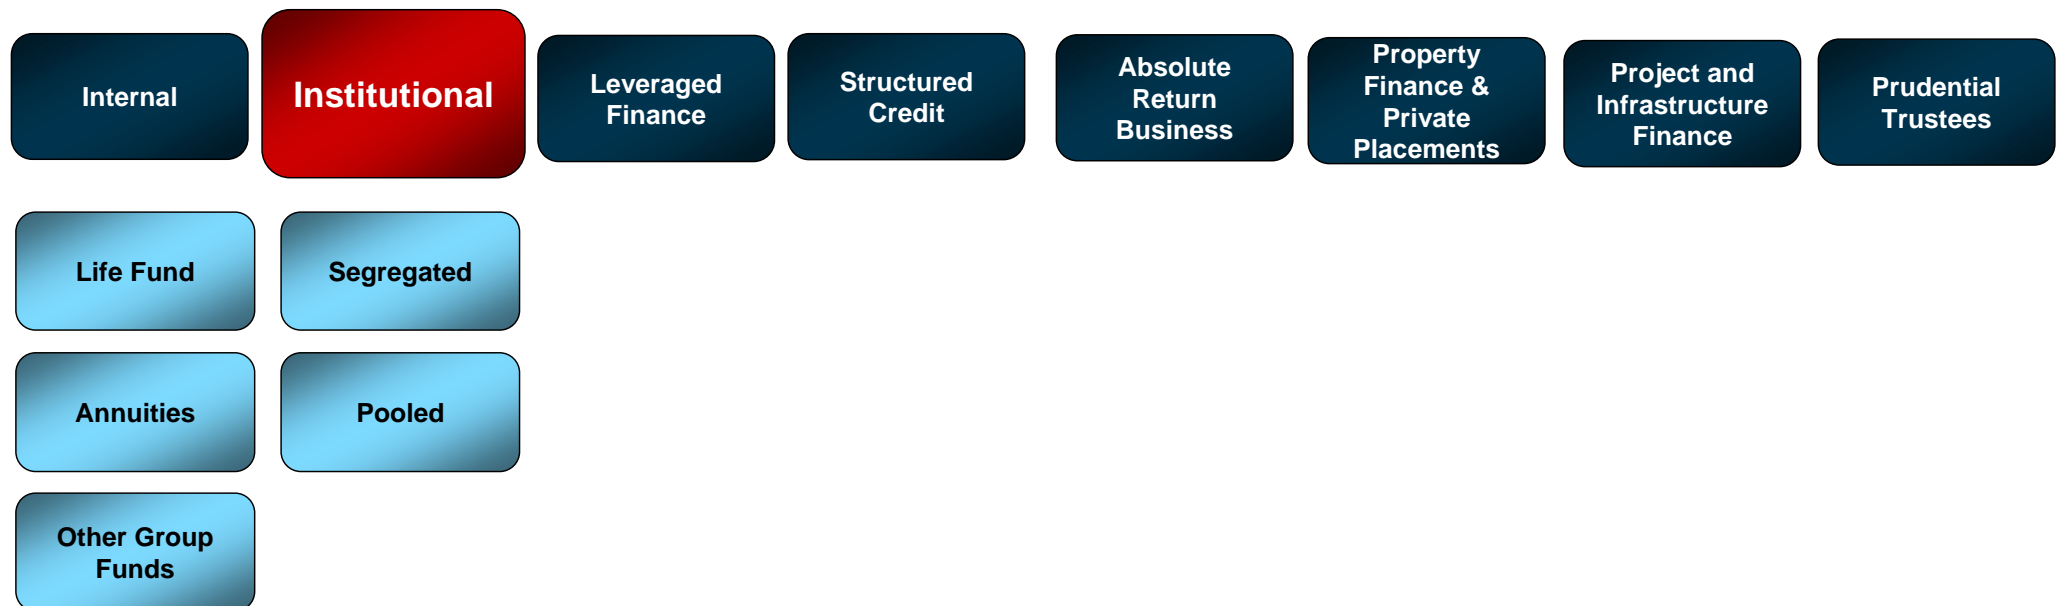 Internal
Institutional
Leveraged
Finance
Structured
Credit
Absolute
Return
Business
Property
Finance &
Private
Placements
Project and
Infrastructure
Finance
Prudential
Trustees
Life Fund
Segregated
Annuities
Pooled
Other Group
Funds